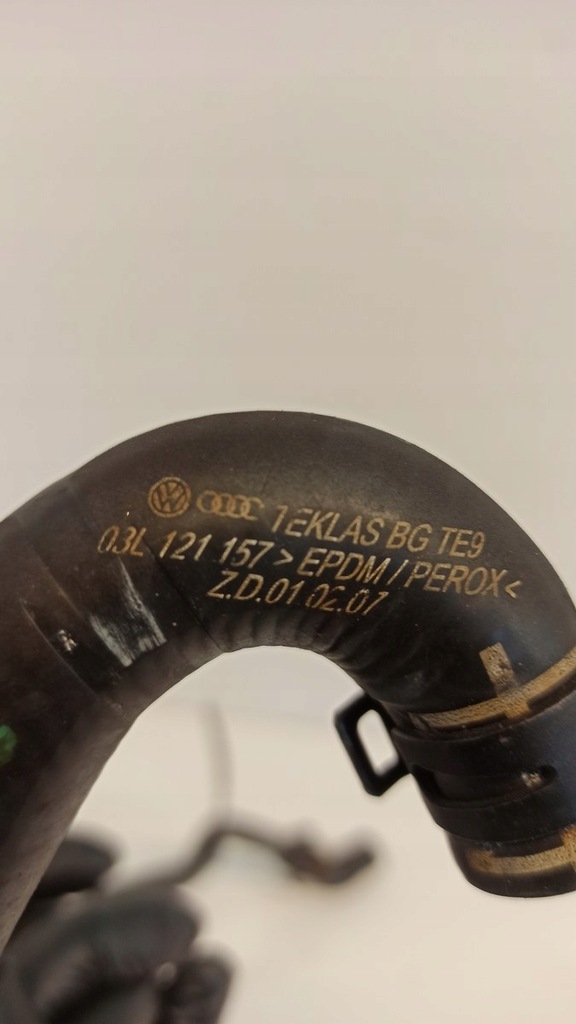 TEKLAS BG TE9
03L 121 157 >EPDM/PEROX<
Z.D.01 02.07